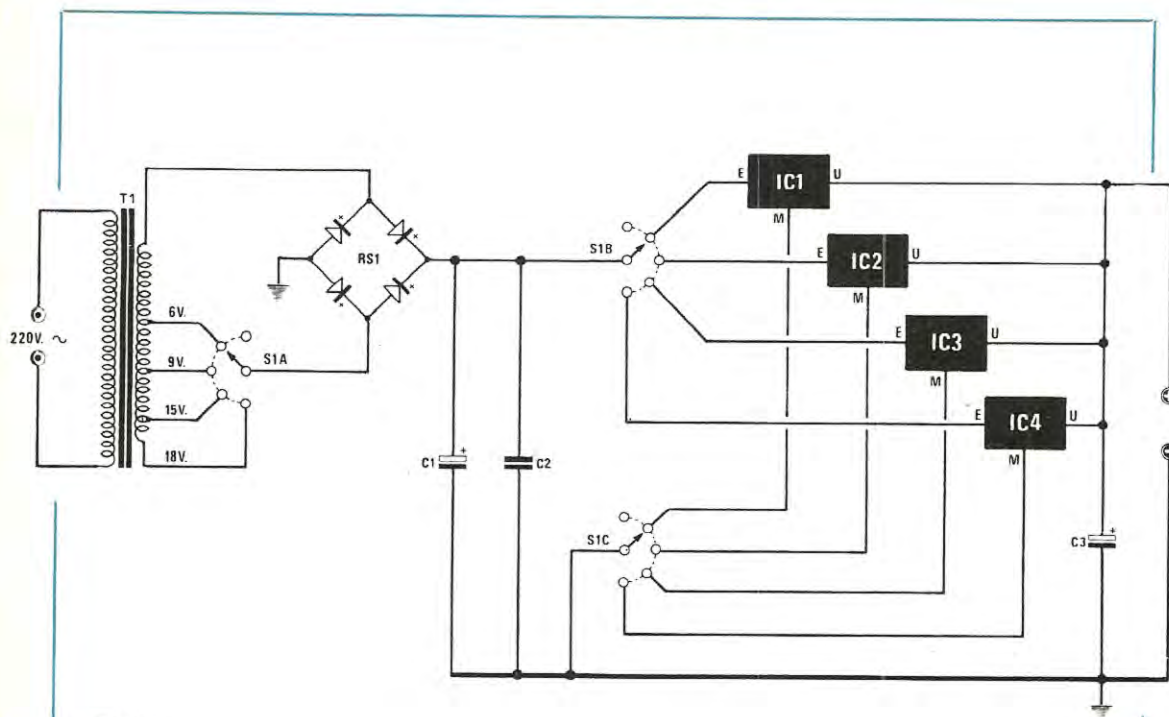 T1
220V. ~
6V.
9V.
15V.
18V.
S1A
RS1
C1
+
C2
S1B
E
IC1
U
M
E
IC2
U
M
E
IC3
U
M
E
IC4
U
M
S1C
C3
+